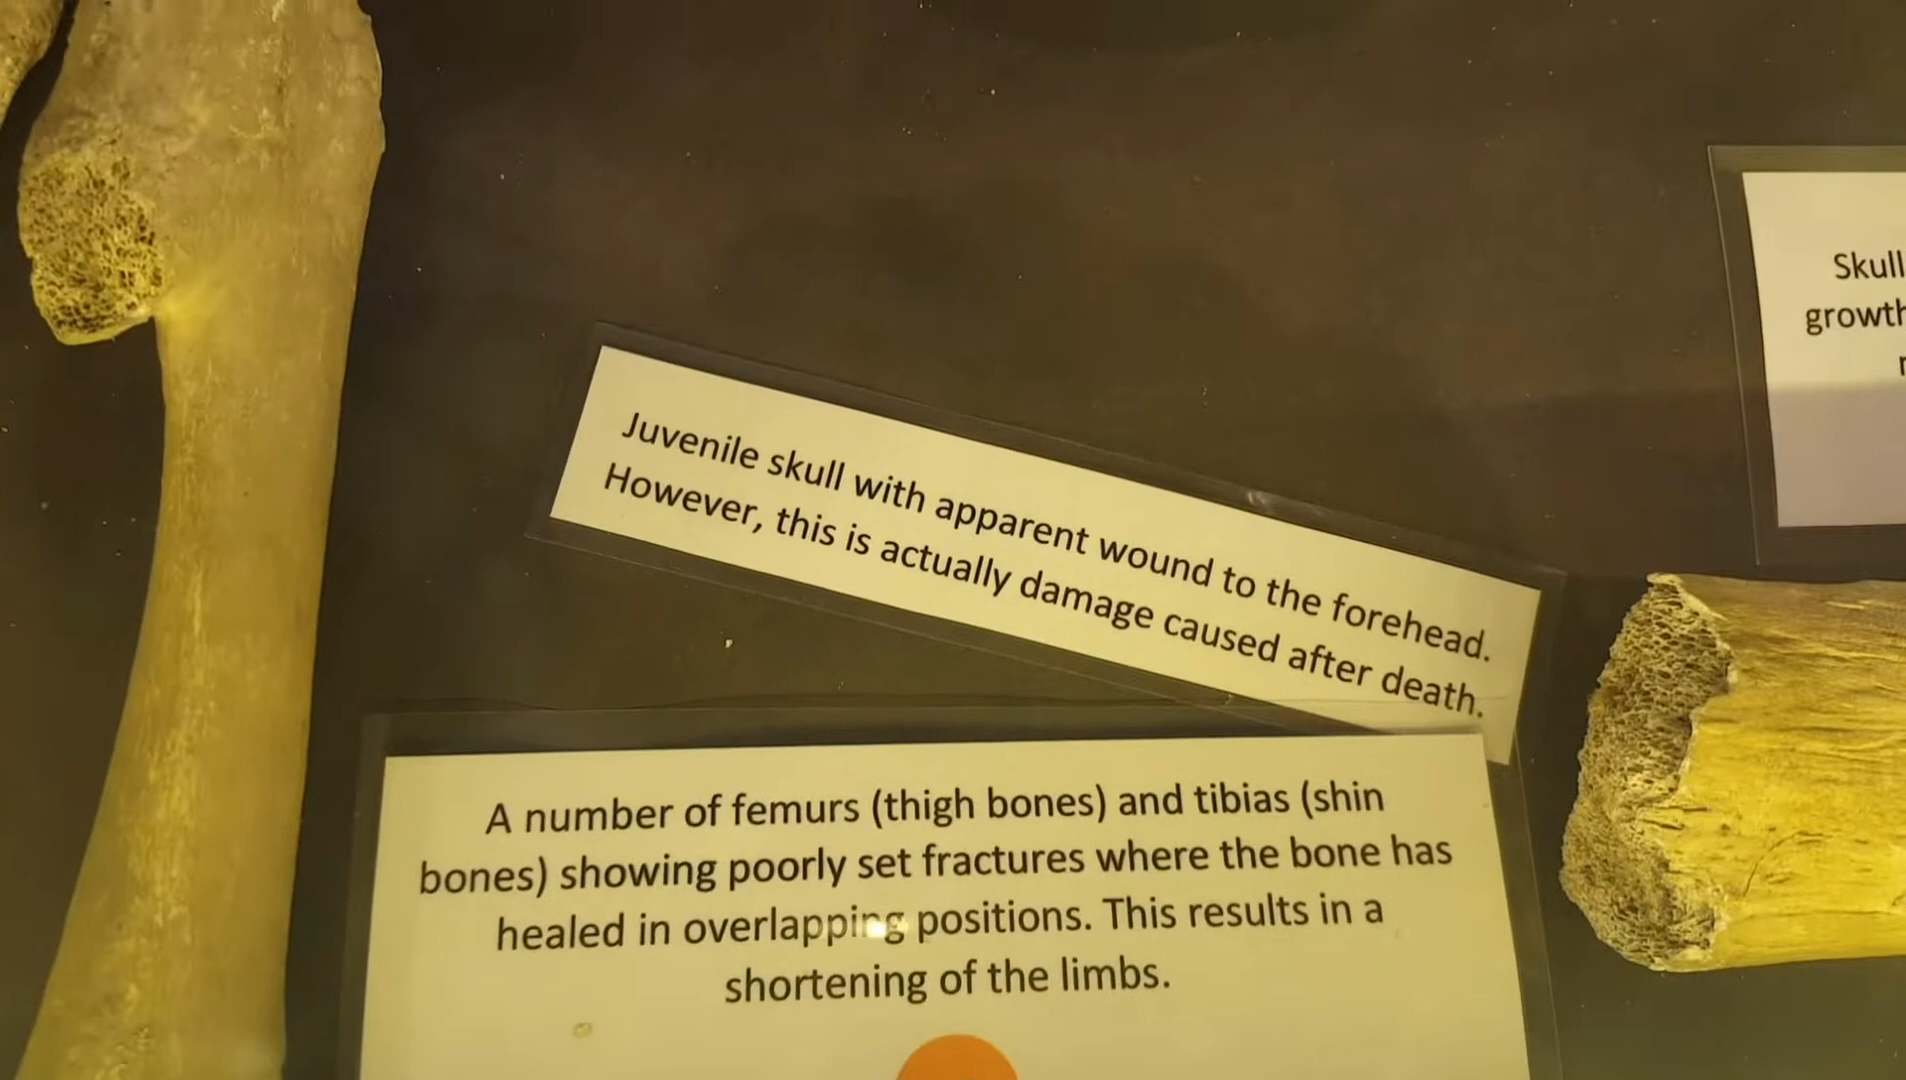 Juvenile skull with apparent wound to the forehead.
However, this is actually damage caused after death.
A number of femurs (thigh bones) and tibias (shin
bones) showing poorly set fractures where the bone has
healed in overlapping positions. This results in a
shortening of the limbs.
Skull
growth